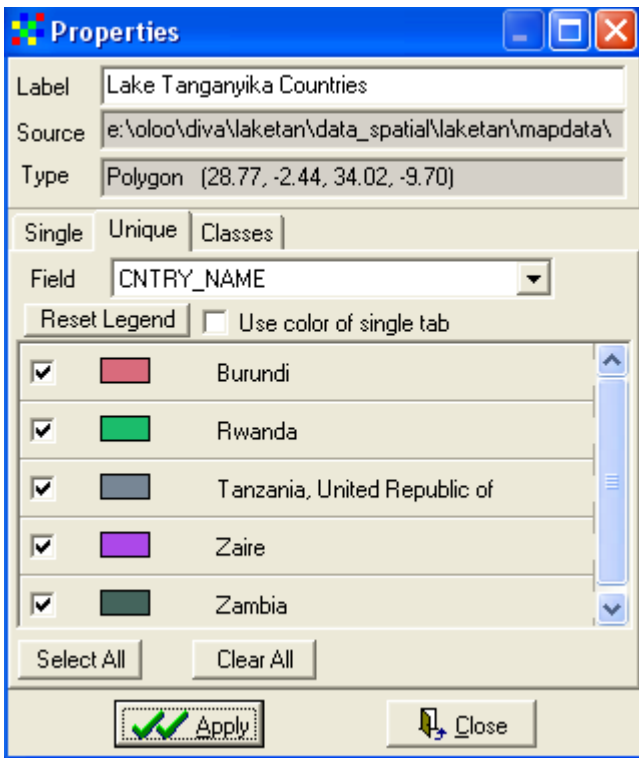 Properties
Label Lake Tanganyika Countries
Source e:\oloo\diva\laketan\data_spatial\laketan\mapdata\
Type Polygon (28.77, -2.44, 34.02, -9.70)
Single Unique Classes
Field CNTRY_NAME
Reset Legend Use color of single tab
Burundi
Rwanda
Tanzania, United Republic of
Zaire
Zambia
Select All Clear All
Apply Close